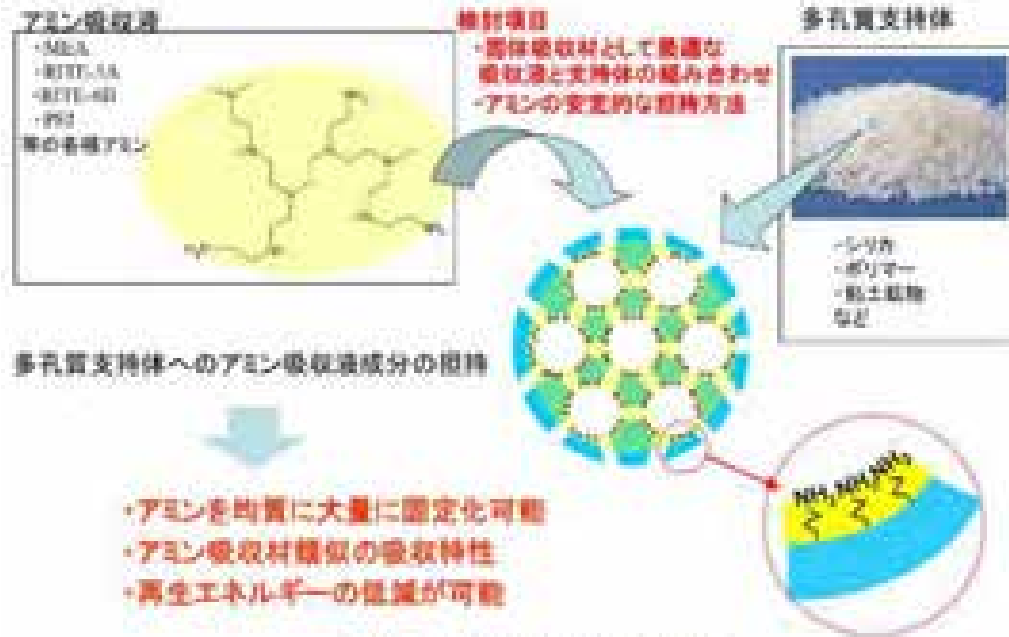 アミン吸収液
・MEA
・RITE-
・RITE-
等の各種アミン
検討項目
・固体吸収材として最適な
吸収液と支持体の組み合わせ
・アミンの安定的な担持方法
多孔質支持体
・シリカ
・ポリマー
・粘土鉱物
など
多孔質支持体へのアミン吸収液成分の担持
・アミンを均質に大量に固定化可能
・アミン吸収材類似の吸収特性
・再生エネルギーの低減が可能
NH₂NH₂NH₂